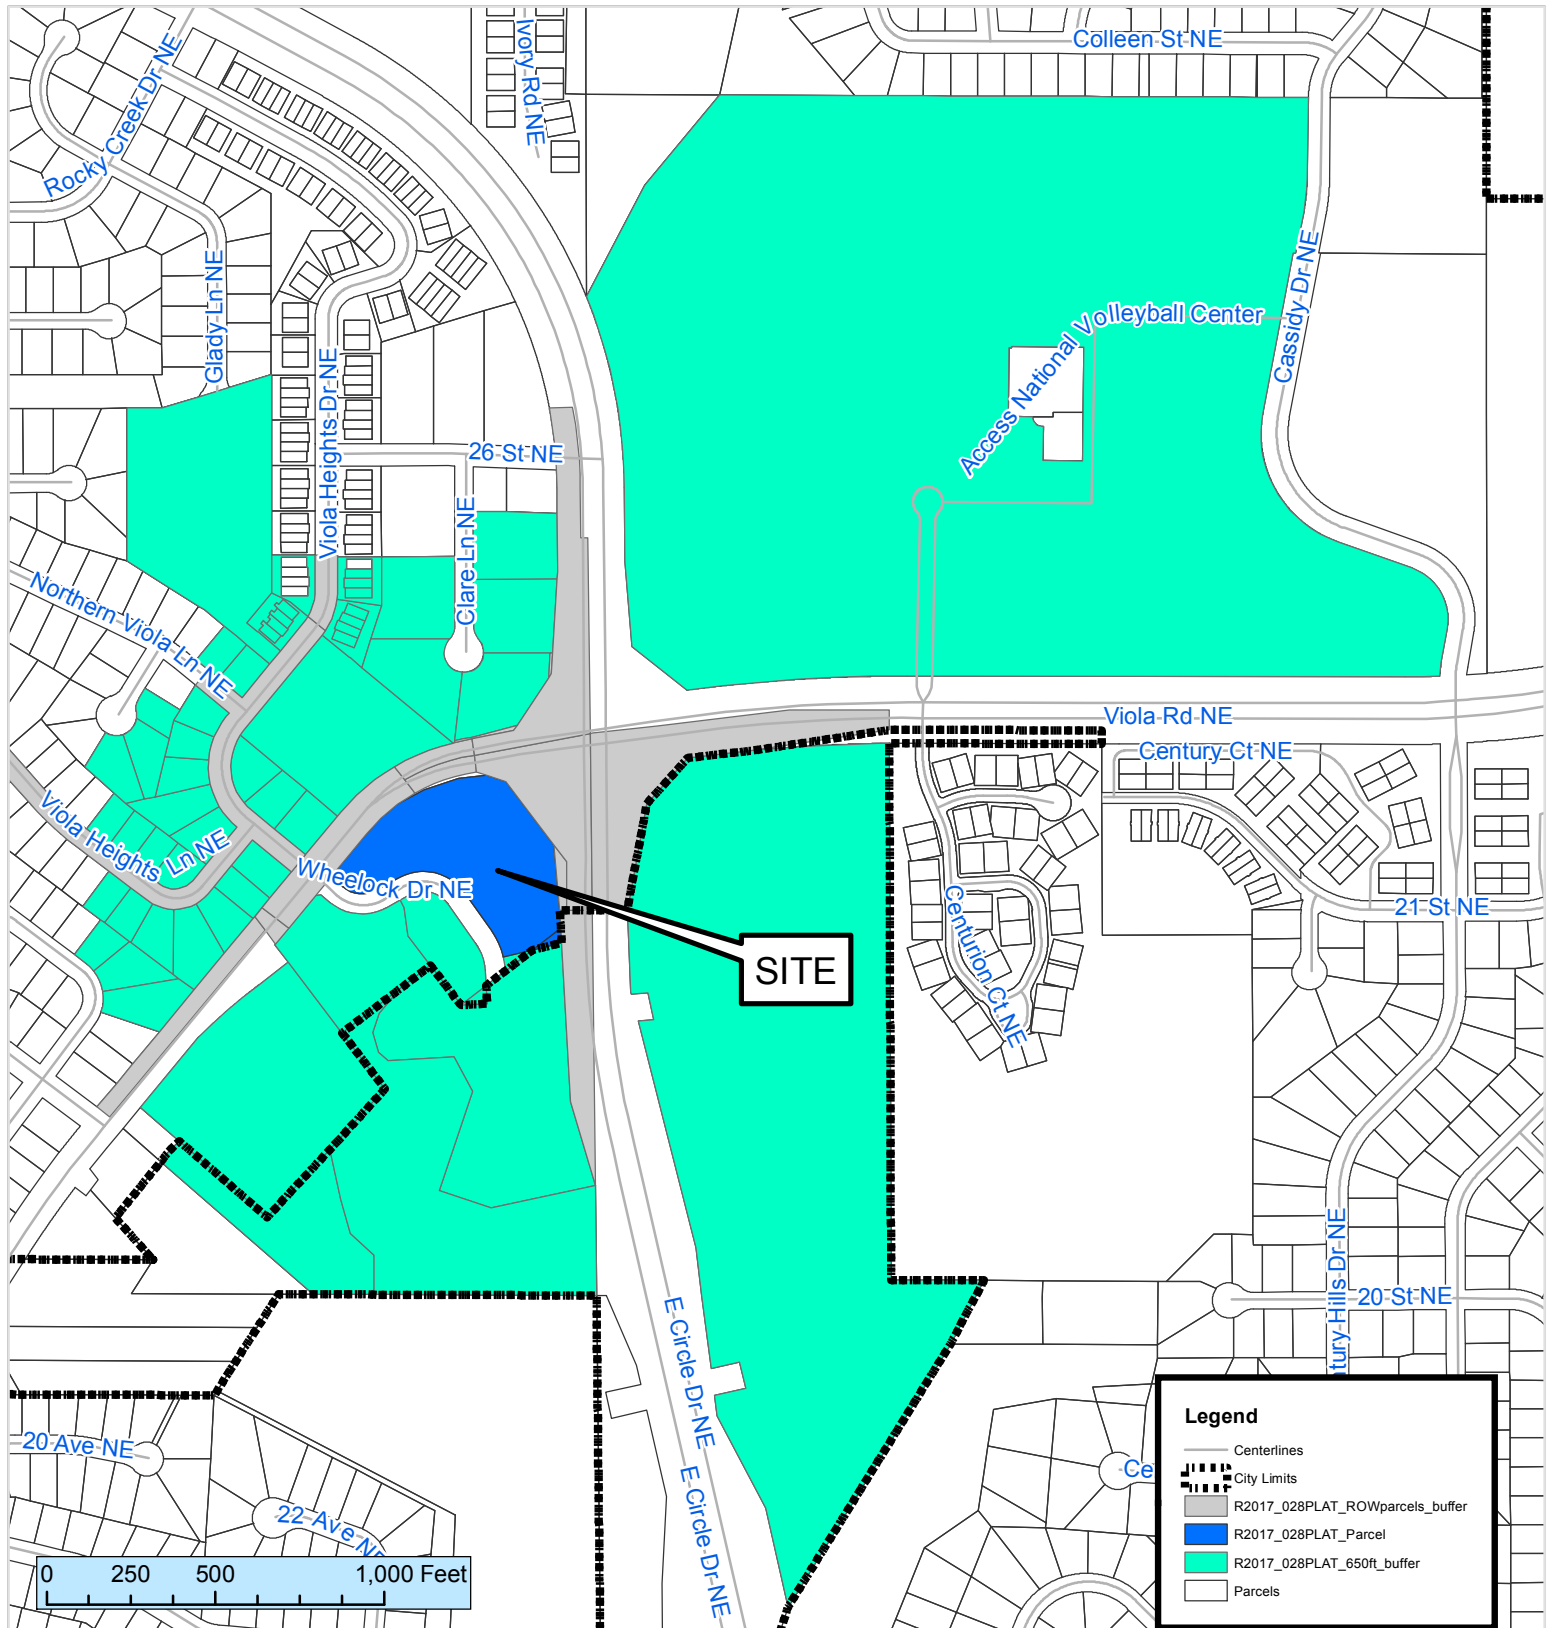 Ivory Rd NE
Colleen St NE
Rocky Creek Dr NE
Glady Ln NE
Viola Heights Dr NE
Access National Volleyball Center
Cassidy Dr NE
26 St NE
Clare Ln NE
Northern Viola Ln NE
Viola Rd NE
Century Ct NE
Viola Heights Ln NE
Wheelock Dr NE
21 St NE
Centurion Ct NE
SITE
20 St NE
E Circle Dr NE
E Circle Dr NE
20 Ave NE
22 Ave NE
Legend
Centerlines
City Limits
R2017_028PLAT_ROWparcels_buffer
R2017_028PLAT_Parcel
R2017_028PLAT_650ft_buffer
Parcels
0 250 500 1,000 Feet